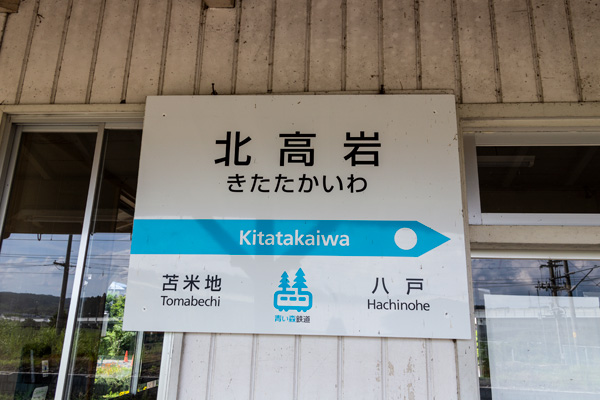 北高岩
きたたかいわ
Kitatakaiwa
苫米地
Tomabechi
八戸
Hachinohe
青い森鉄道